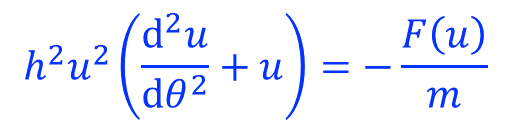 h²u²(d²u/dθ² + u) = −F(u)/m